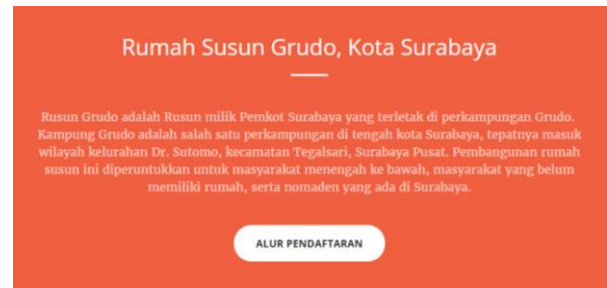 Rumah Susun Grudo, Kota Surabaya
Rusun Grudo adalah Rusun milik Pemkot Surabaya yang terletak di perkampungan Grudo.
Kampung Grudo adalah salah satu perkampungan di tengah kota Surabaya, tepatnya masuk
wilayah kelurahan Dr. Sutomo, kecamatan Tegalsari, Surabaya Pusat. Pembangunan rumah
susun ini diperuntukkan untuk masyarakat menengah ke bawah, masyarakat yang belum
memiliki rumah, serta nomaden yang ada di Surabaya.
ALUR PENDAFTARAN